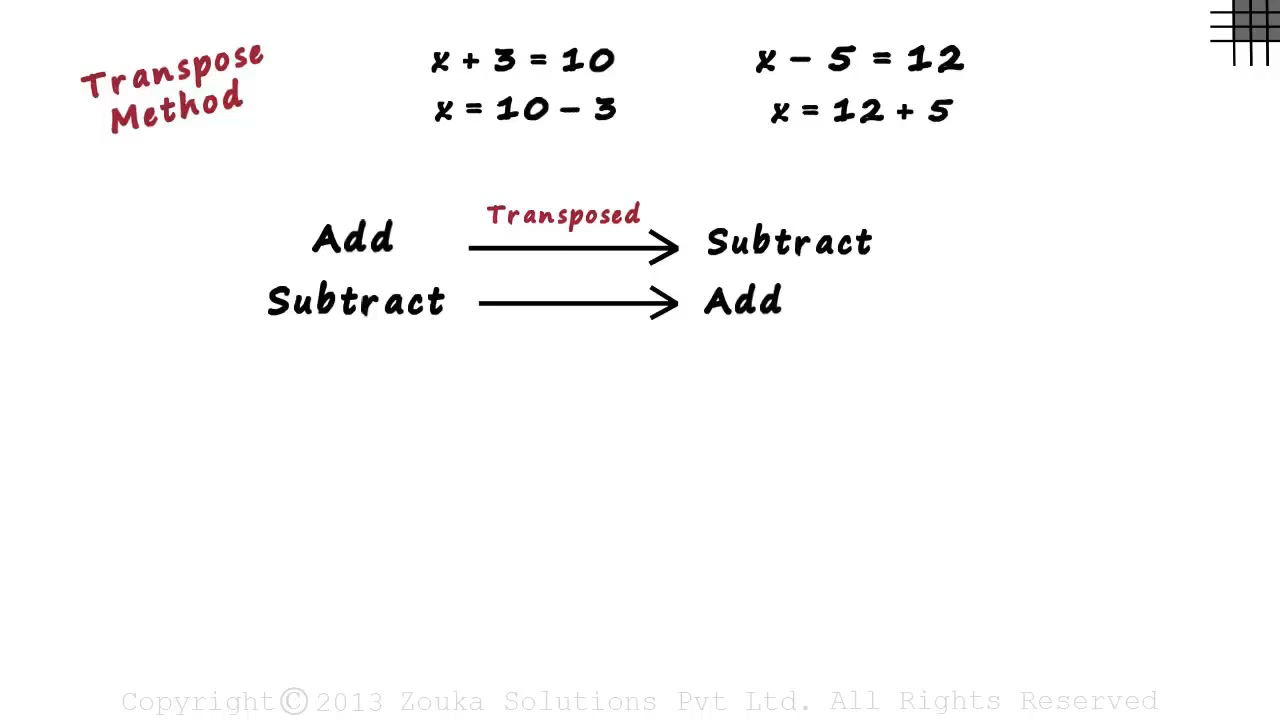 Transpose
Method
x + 3 = 10
x = 10 – 3
x – 5 = 12
x = 12 + 5
Transposed
Add Subtract
Subtract Add
Copyright© 2013 Zouka Solutions Pvt Ltd. All Rights Reserved